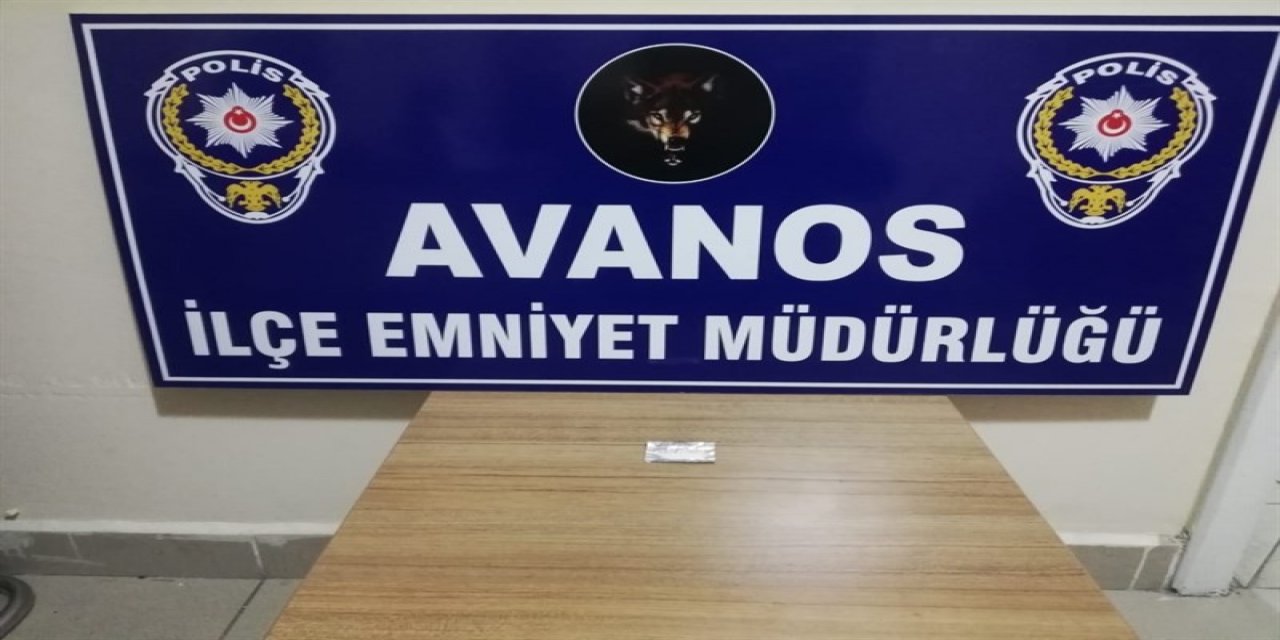 POLİS
POLİS
AVANOS
İLÇE EMNİYET MÜDÜRLÜĞÜ